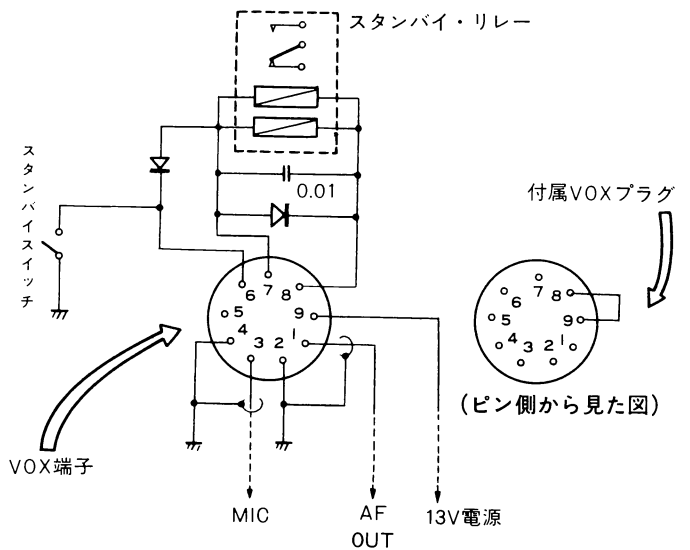 スタンバイ・リレー
0.01
スタンバイスイッチ
付属VOXプラグ
6
7
8
5
9
4
3
2
1
7
6
8
5
9
4
3
2
1
(ピン側から見た図)
VOX端子
MIC
AF
OUT
13V電源